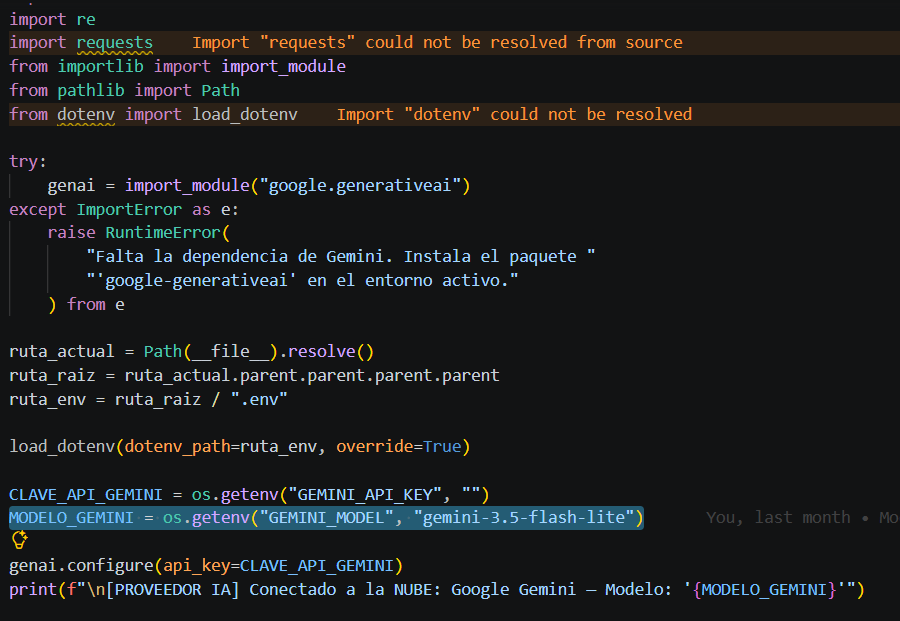 import re
import requests    Import "requests" could not be resolved from source
from importlib import import_module
from pathlib import Path
from dotenv import load_dotenv    Import "dotenv" could not be resolved
try:
genai = import_module("google.generativeai")
except ImportError as e:
raise RuntimeError(
"Falta la dependencia de Gemini. Instala el paquete "
"'google-generativeai' en el entorno activo."
) from e
ruta_actual = Path(__file__).resolve()
ruta_raiz = ruta_actual.parent.parent.parent.parent
ruta_env = ruta_raiz / ".env"
load_dotenv(dotenv_path=ruta_env, override=True)
CLAVE_API_GEMINI = os.getenv("GEMINI_API_KEY", "")
MODELO_GEMINI = os.getenv("GEMINI_MODEL", "gemini-3.5-flash-lite")    You, last month • Mo
genai.configure(api_key=CLAVE_API_GEMINI)
print(f"\n[PROVEEDOR IA] Conectado a la NUBE: Google Gemini — Modelo: '{MODELO_GEMINI}'")